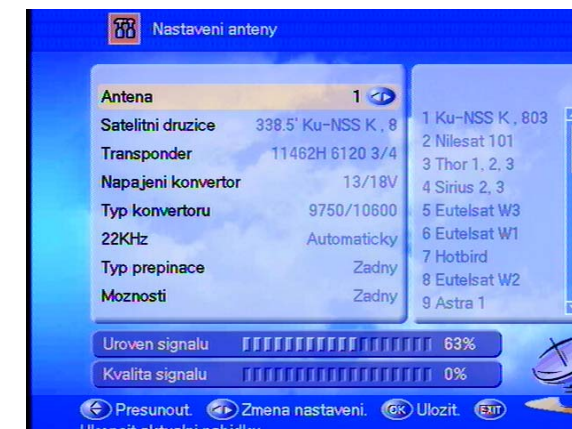 Nastaveni anteny
Antena 1
Satelitni druzice 338.5' Ku-NSS K , 8
Transponder 11462H 6120 3/4
Napajeni konvertor 13/18V
Typ konvertoru 9750/10600
22KHz Automaticky
Typ prepinace Zadny
Moznosti Zadny
1 Ku-NSS K , 803
2 Nilesat 101
3 Thor 1, 2, 3
4 Sirius 2, 3
5 Eutelsat W3
6 Eutelsat W1
7 Hotbird
8 Eutelsat W2
9 Astra 1
Uroven signalu 63%
Kvalita signalu 0%
Presunout. Zmena nastaveni. OK Ulozit. EXIT